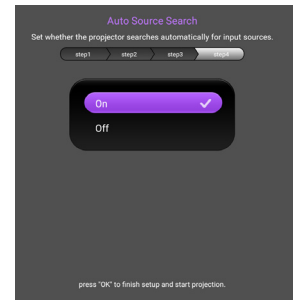 Auto Source Search
Set whether the propjector searches automatically for input sources.
step1 step2 step3 step4
On
Off
press "OK" to finish setup and start projection.